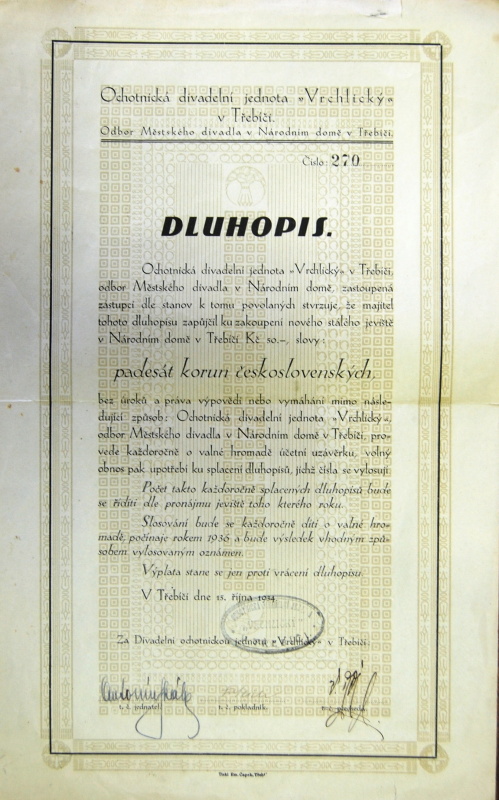 Ochotnická divadelní jednota »Vrchlický«
v Třebíči.
Odbor Městského divadla v Národním domě v Třebíči.
Číslo: 270
DLUHOPIS.
Ochotnická divadelní jednota »Vrchlický« v Třebíči,
odbor Městského divadla v Národním domě, zastoupená
zástupci dle stanov k tomu povolaných stvrzuje, že majitel
tohoto dluhopisu zapůjčil ku zakoupení nového stálého jeviště
v Národním domě v Třebíči Kč 50.–, slovy:
padesát korun československých,
bez úroků a práva výpovědi nebo vymáhání mimo násle-
dující způsob: Ochotnická divadelní jednota »Vrchlický«,
odbor Městského divadla v Národním domě v Třebíči, pro-
vede každoročně o valné hromadě účetní uzávěrku, volný
obnos pak upotřebí ku splacení dluhopisů, jichž čísla se vylosují.
Počet takto každoročně splacených dluhopisů bude
se říditi dle pronájmu jeviště toho kterého roku.
Slosování bude se každoročně díti o valné hro-
madě, počínaje rokem 1936 a bude výsledek vhodným způ-
sobem vylosovaným oznámen.
Výplata stane se jen proti vrácení dluhopisu.
V Třebíči dne 15. října 1934.
Za Divadelní ochotnickou jednotu »Vrchlický« v Třebíči:
t. č. jednatel.
t. č. pokladník.
t. č. předseda.
Tiskl Em. Čapek, Třebíč